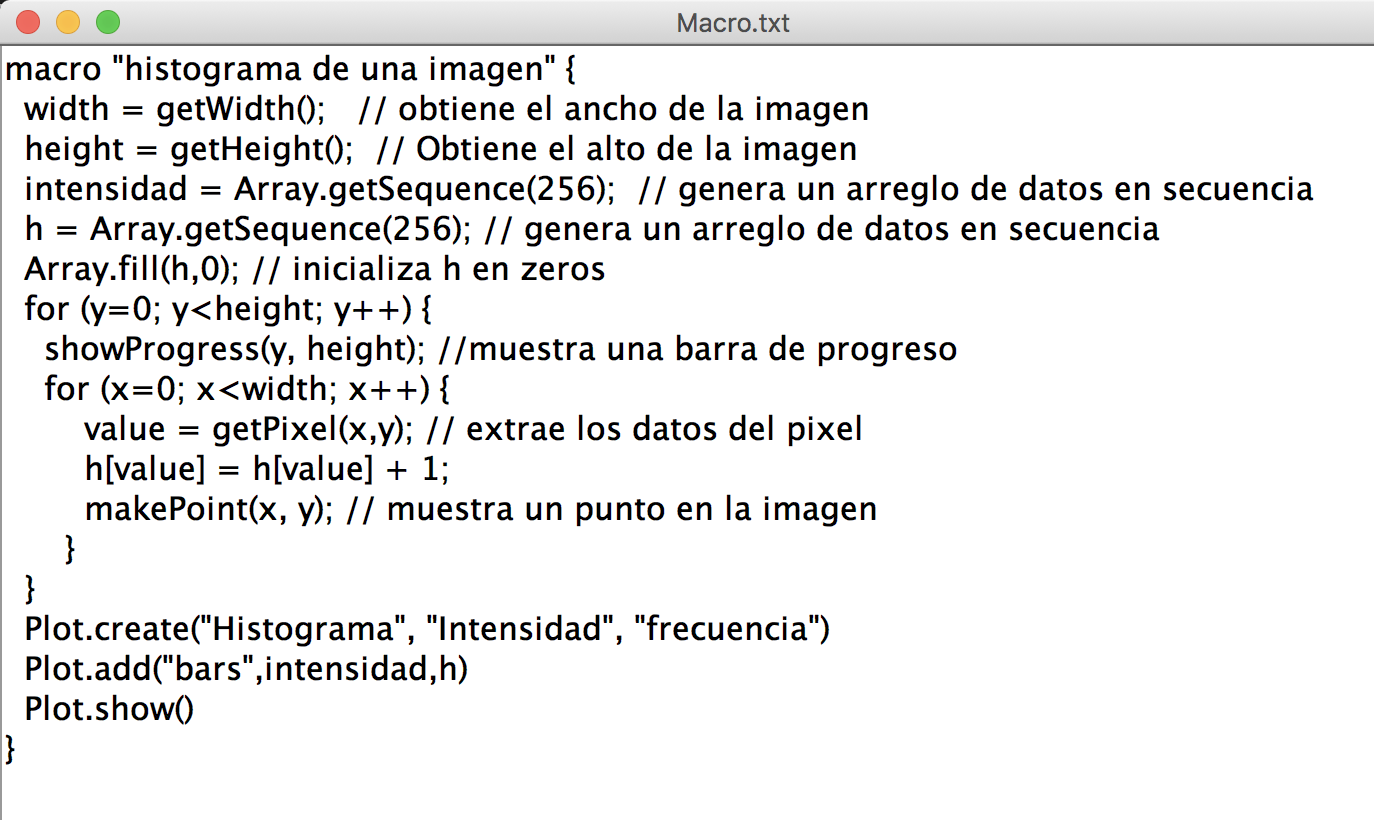 Macro.txt
macro "histograma de una imagen" {
  width = getWidth();   // obtiene el ancho de la imagen
  height = getHeight();  // Obtiene el alto de la imagen
  intensidad = Array.getSequence(256);  // genera un arreglo de datos en secuencia
  h = Array.getSequence(256); // genera un arreglo de datos en secuencia
  Array.fill(h,0); // inicializa h en zeros
  for (y=0; y<height; y++) {
    showProgress(y, height); //muestra una barra de progreso
    for (x=0; x<width; x++) {
        value = getPixel(x,y); // extrae los datos del pixel
        h[value] = h[value] + 1;
        makePoint(x, y); // muestra un punto en la imagen
      }
  }
  Plot.create("Histograma", "Intensidad", "frecuencia")
  Plot.add("bars",intensidad,h)
  Plot.show()
}